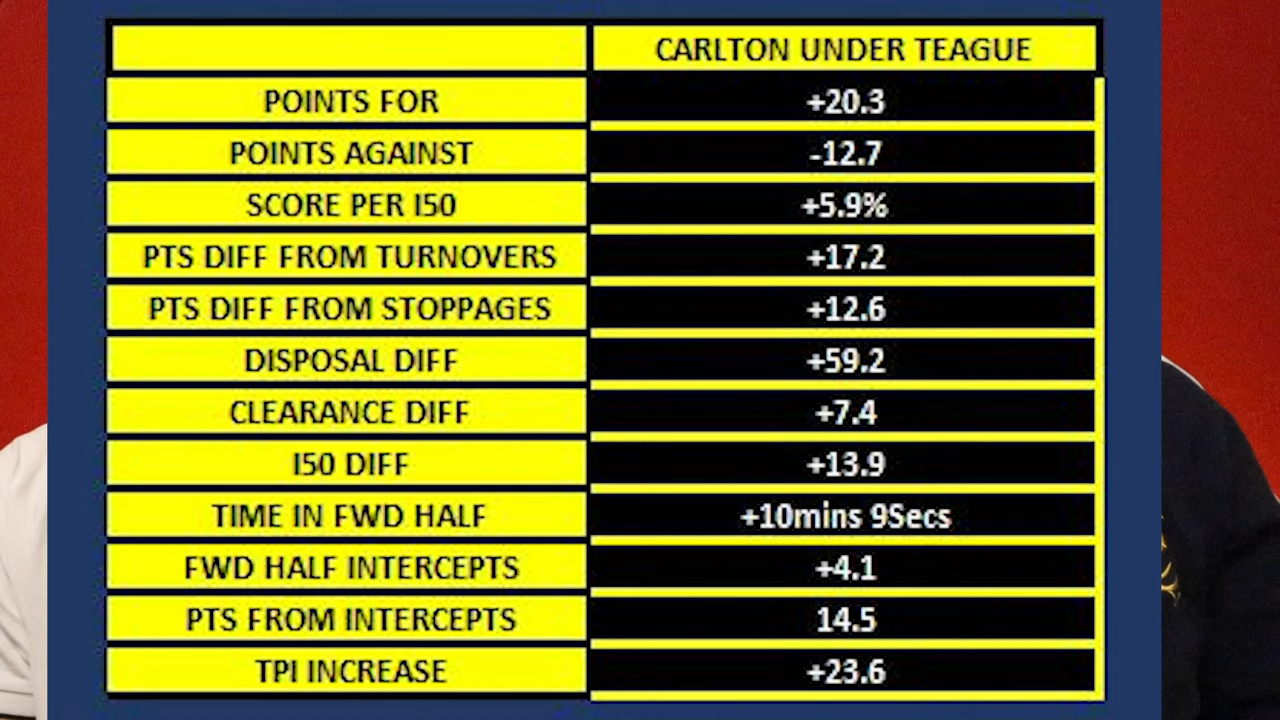 CARLTON UNDER TEAGUE
POINTS FOR +20.3
POINTS AGAINST -12.7
SCORE PER I50 +5.9%
PTS DIFF FROM TURNOVERS +17.2
PTS DIFF FROM STOPPAGES +12.6
DISPOSAL DIFF +59.2
CLEARANCE DIFF +7.4
I50 DIFF +13.9
TIME IN FWD HALF +10mins 9Secs
FWD HALF INTERCEPTS +4.1
PTS FROM INTERCEPTS 14.5
TPI INCREASE +23.6